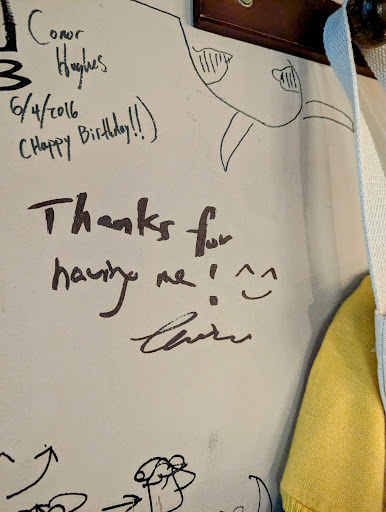 Conor
Hughes
6/4/2016
(Happy Birthday!!)
Thanks for
having me! ^^